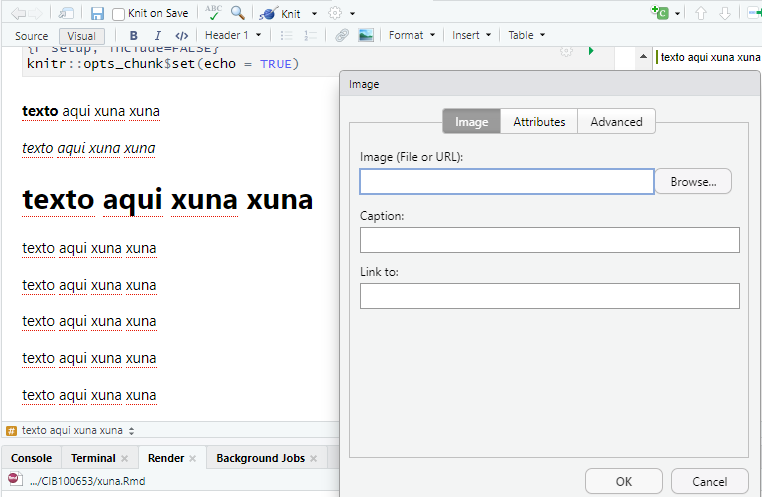 Knit on Save ABC Knit
Source Visual B I </> Header 1 Format Insert Table
{r setup, include=FALSE}
knitr::opts_chunk$set(echo = TRUE)
texto aqui xuna xuna
texto aqui xuna xuna
texto aqui xuna xuna
texto aqui xuna xuna
texto aqui xuna xuna
texto aqui xuna xuna
texto aqui xuna xuna
texto aqui xuna xuna
# texto aqui xuna xuna
Console Terminal Render Background Jobs
.../CIB100653/xuna.Rmd
C
texto aqui xuna xuna
Image
Image Attributes Advanced
Image (File or URL):
Browse...
Caption:
Link to:
OK Cancel